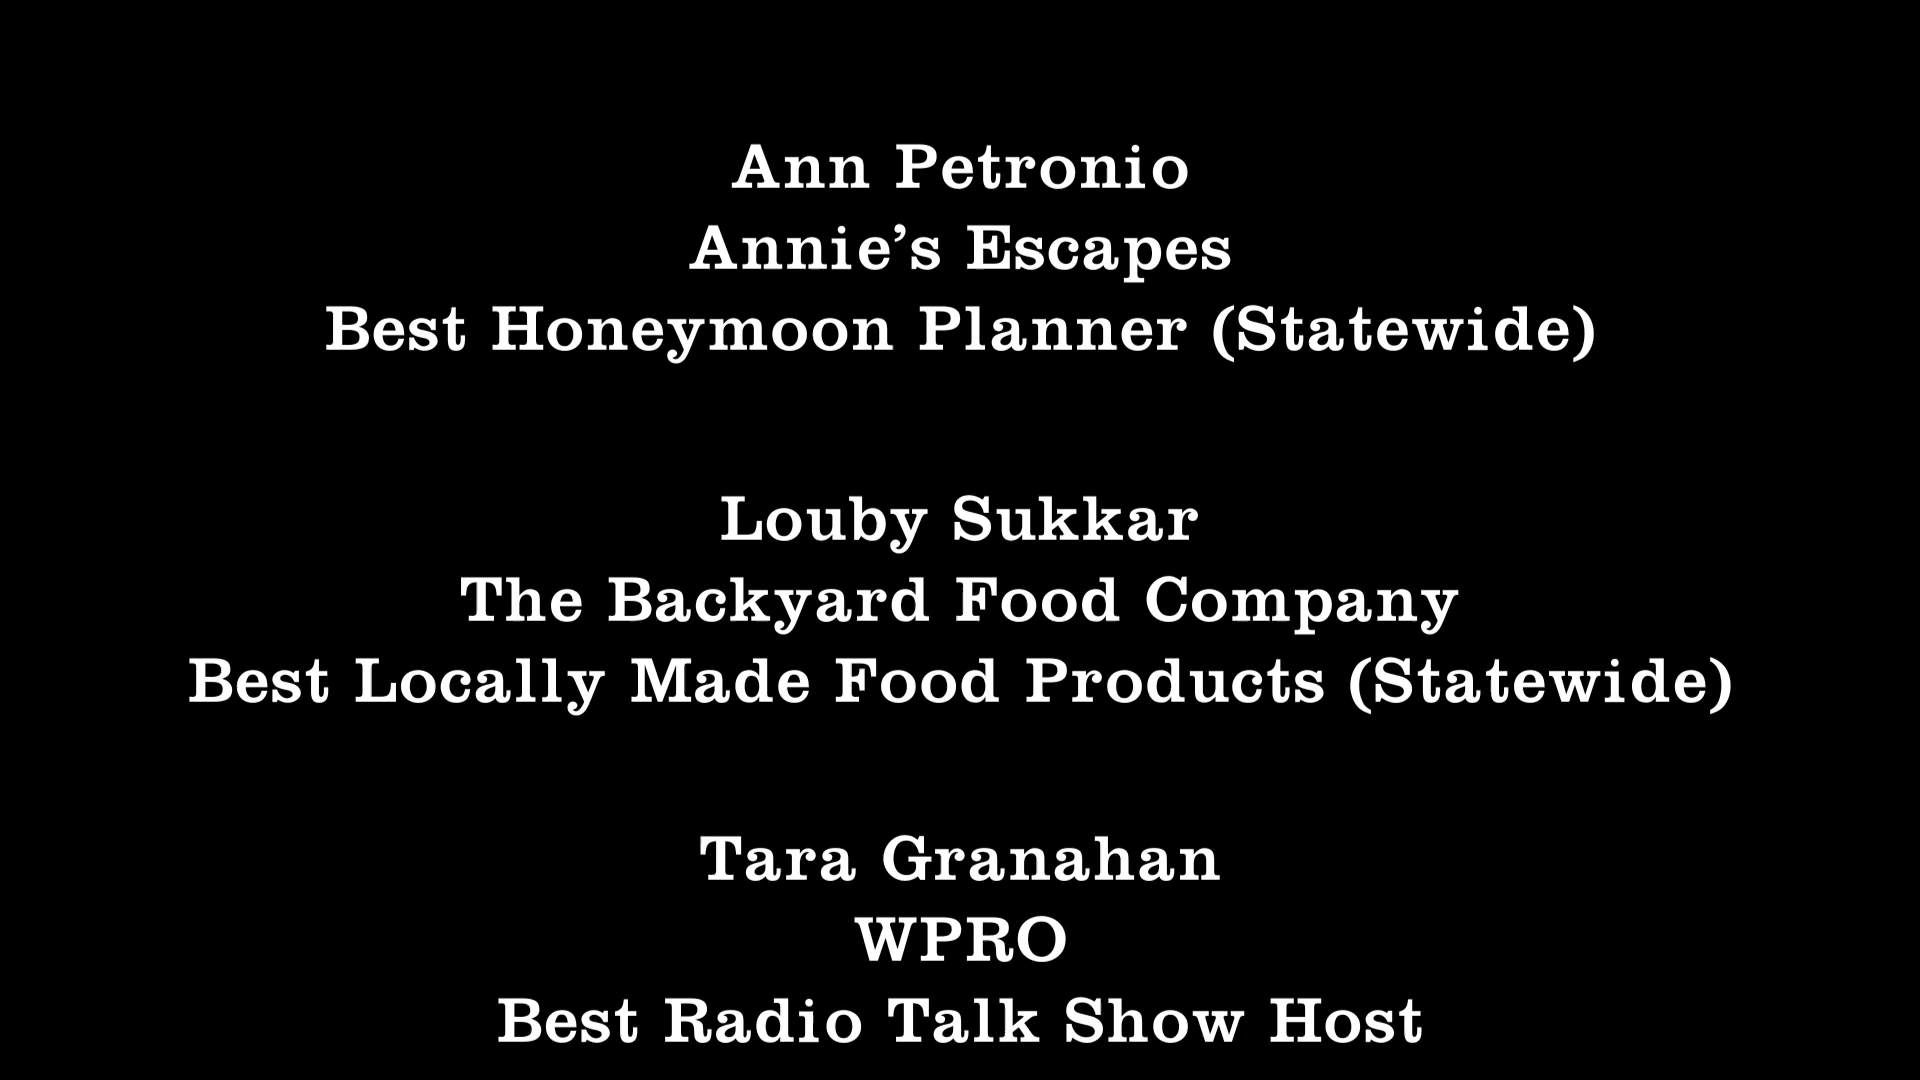 Ann Petronio
Annie’s Escapes
Best Honeymoon Planner (Statewide)
Louby Sukkar
The Backyard Food Company
Best Locally Made Food Products (Statewide)
Tara Granahan
WPRO
Best Radio Talk Show Host